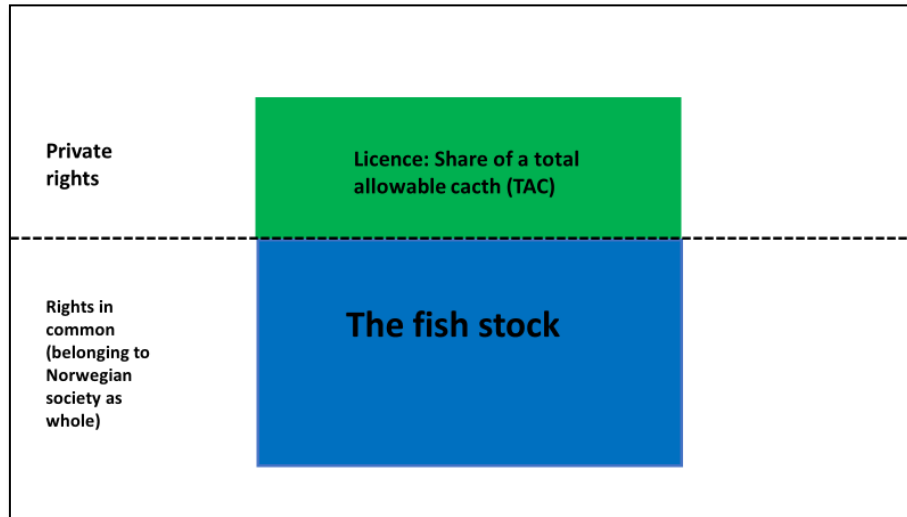 Private
rights
Licence: Share of a total
allowable cacth (TAC)
Rights in
common
(belonging to
Norwegian
society as
whole)
The fish stock